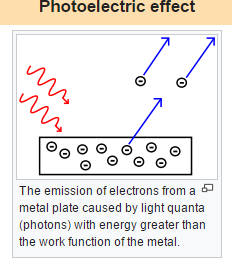 Photoelectric effect
The emission of electrons from a
metal plate caused by light quanta
(photons) with energy greater than
the work function of the metal.